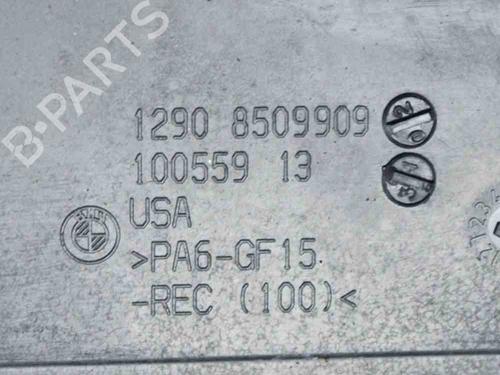 B-PARTS
1290 8509909
100559 13
USA
>PA6-GF15
-REC (100)<